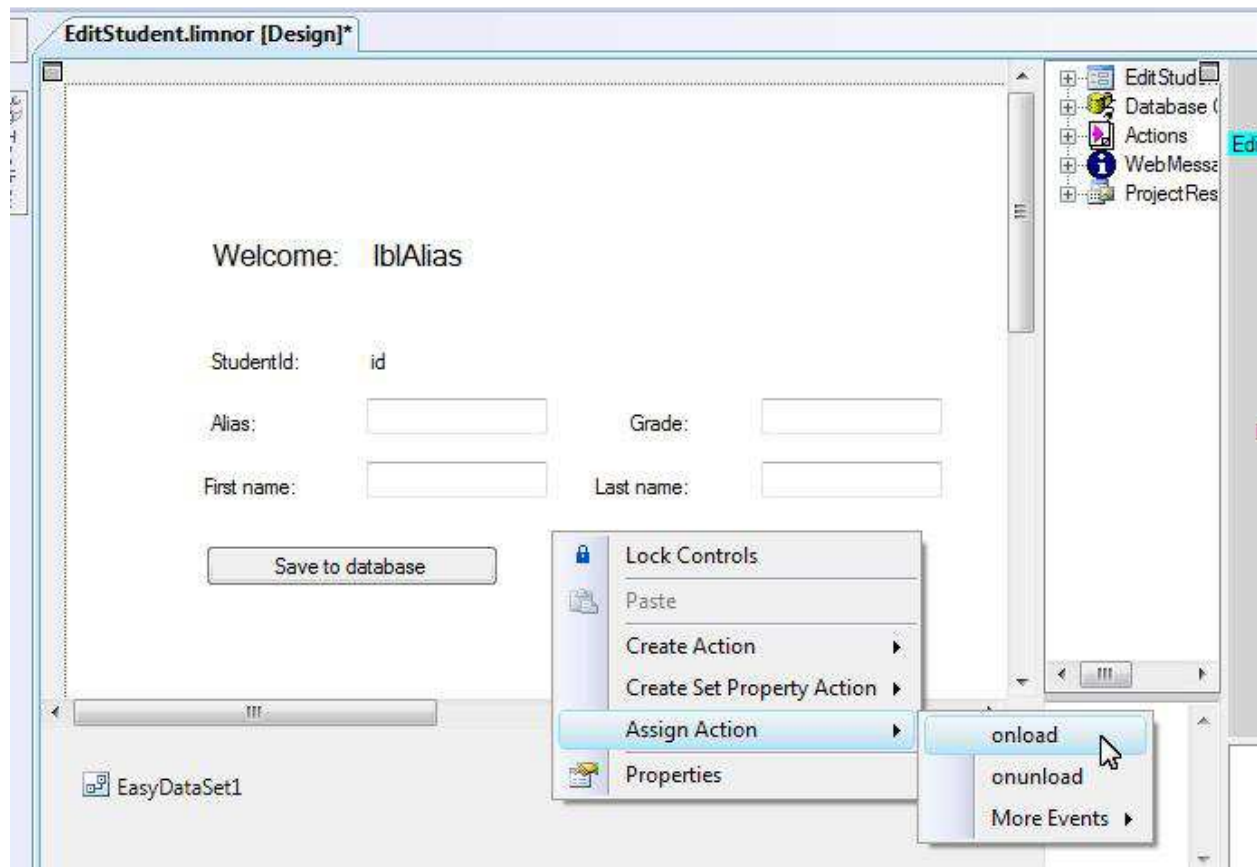 EditStudent.limnor [Design]*
EditStud
Database (
Actions
WebMessa
ProjectRes
Edi
Welcome: lblAlias
StudentId: id
Alias: Grade:
First name: Last name:
Save to database
Lock Controls
Paste
Create Action
Create Set Property Action
Assign Action
Properties
onload
onunload
More Events
EasyDataSet1